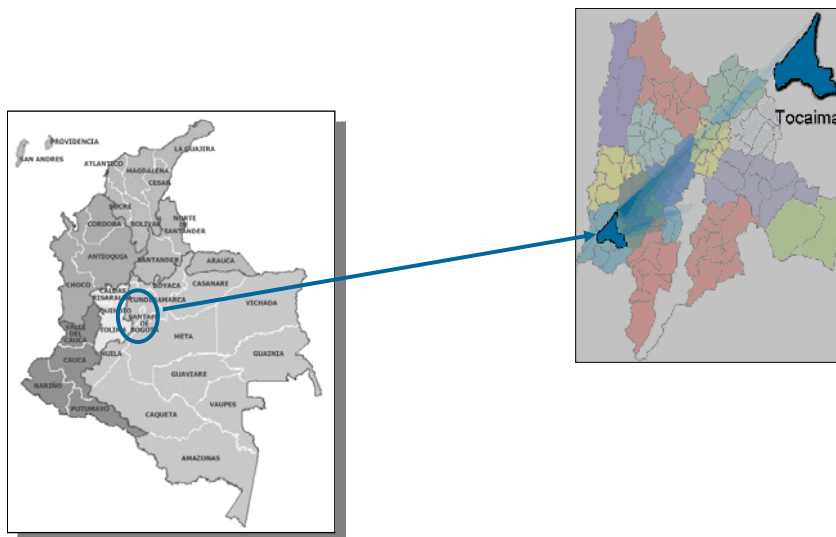 PROVIDENCIA
SAN ANDRES
LA GUAJIRA
ATLANTICO
MAGDALENA
CESAR
SUCRE
CORDOBA
BOLIVAR
NORTE
DE
SANTANDER
ANTIOQUIA
SANTANDER
ARAUCA
CHOCO
BOYACA
CASANARE
CALDAS
RISARALDA
CUNDINAMARCA
VICHADA
QUINDIO
SANTAFE
DE
BOGOTA
TOLIMA
VALLE
DEL
CAUCA
META
HUILA
GUAINIA
CAUCA
GUAVIARE
NARIÑO
VAUPES
PUTUMAYO
CAQUETA
AMAZONAS
Tocaima